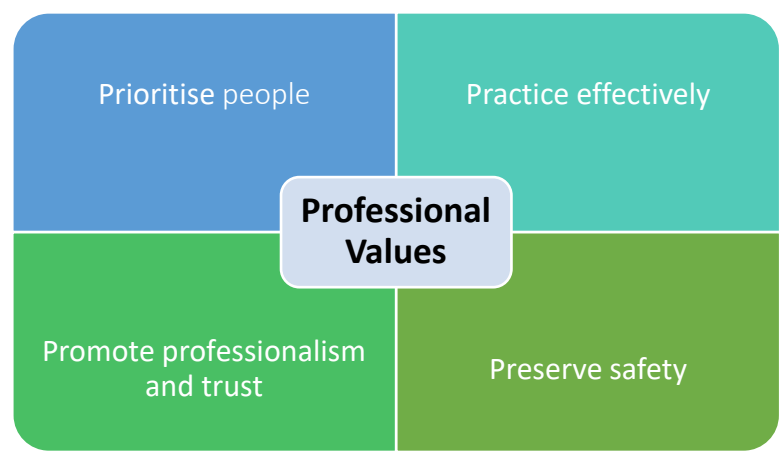 Prioritise people
Practice effectively
Professional
Values
Promote professionalism
and trust
Preserve safety